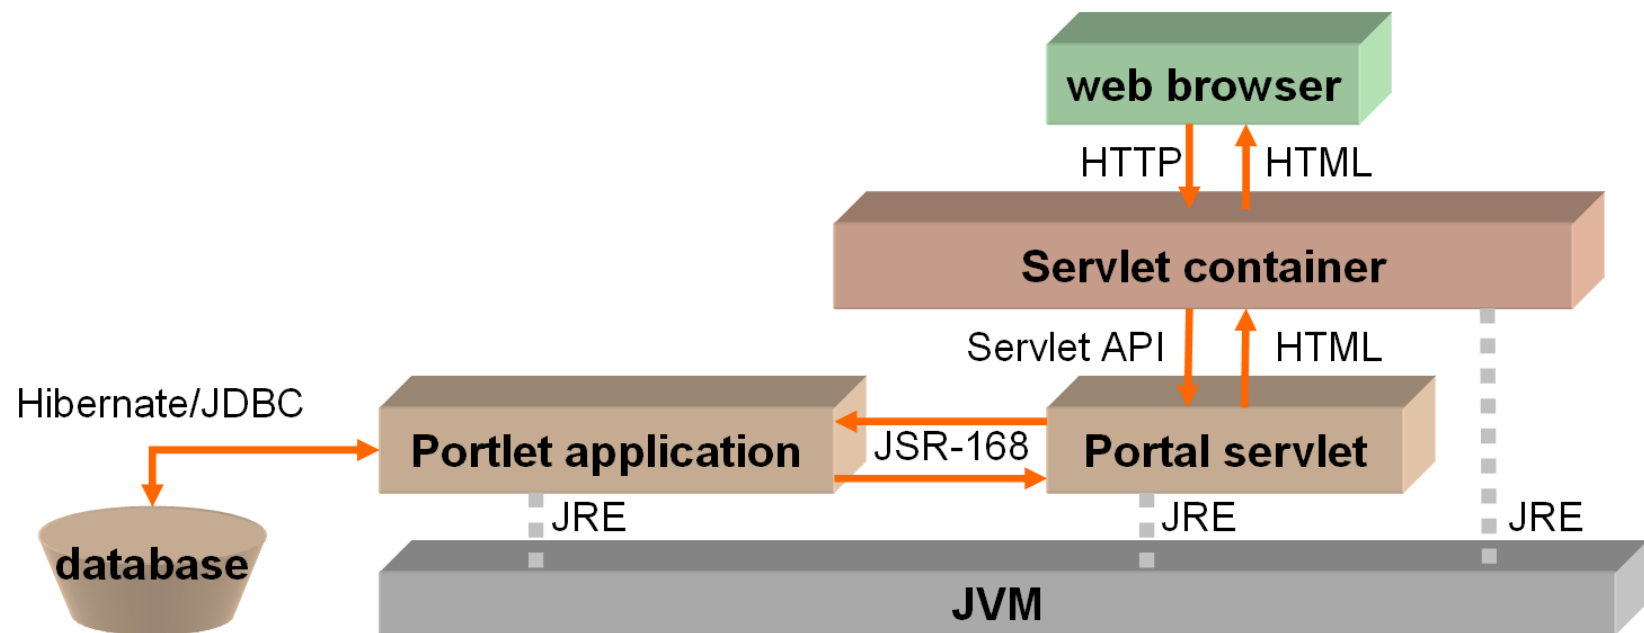 web browser
HTTP
HTML
Servlet container
Servlet API
HTML
Hibernate/JDBC
Portlet application
JSR-168
Portal servlet
JRE
JRE
JRE
database
JVM